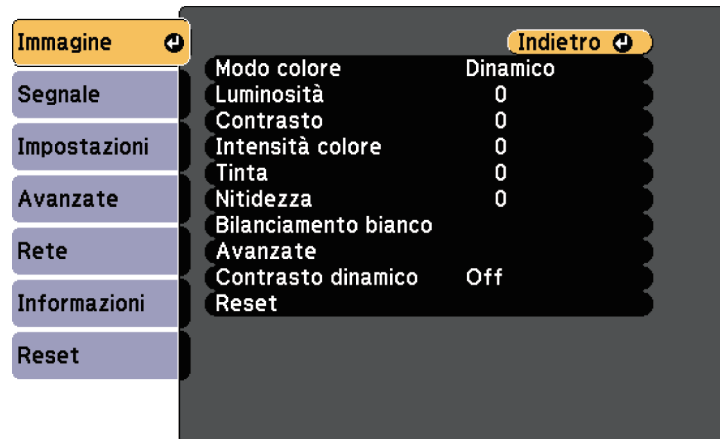 Immagine
Segnale
Impostazioni
Avanzate
Rete
Informazioni
Reset
Indietro
Modo colore Dinamico
Luminosità 0
Contrasto 0
Intensità colore 0
Tinta 0
Nitidezza 0
Bilanciamento bianco
Avanzate
Contrasto dinamico Off
Reset